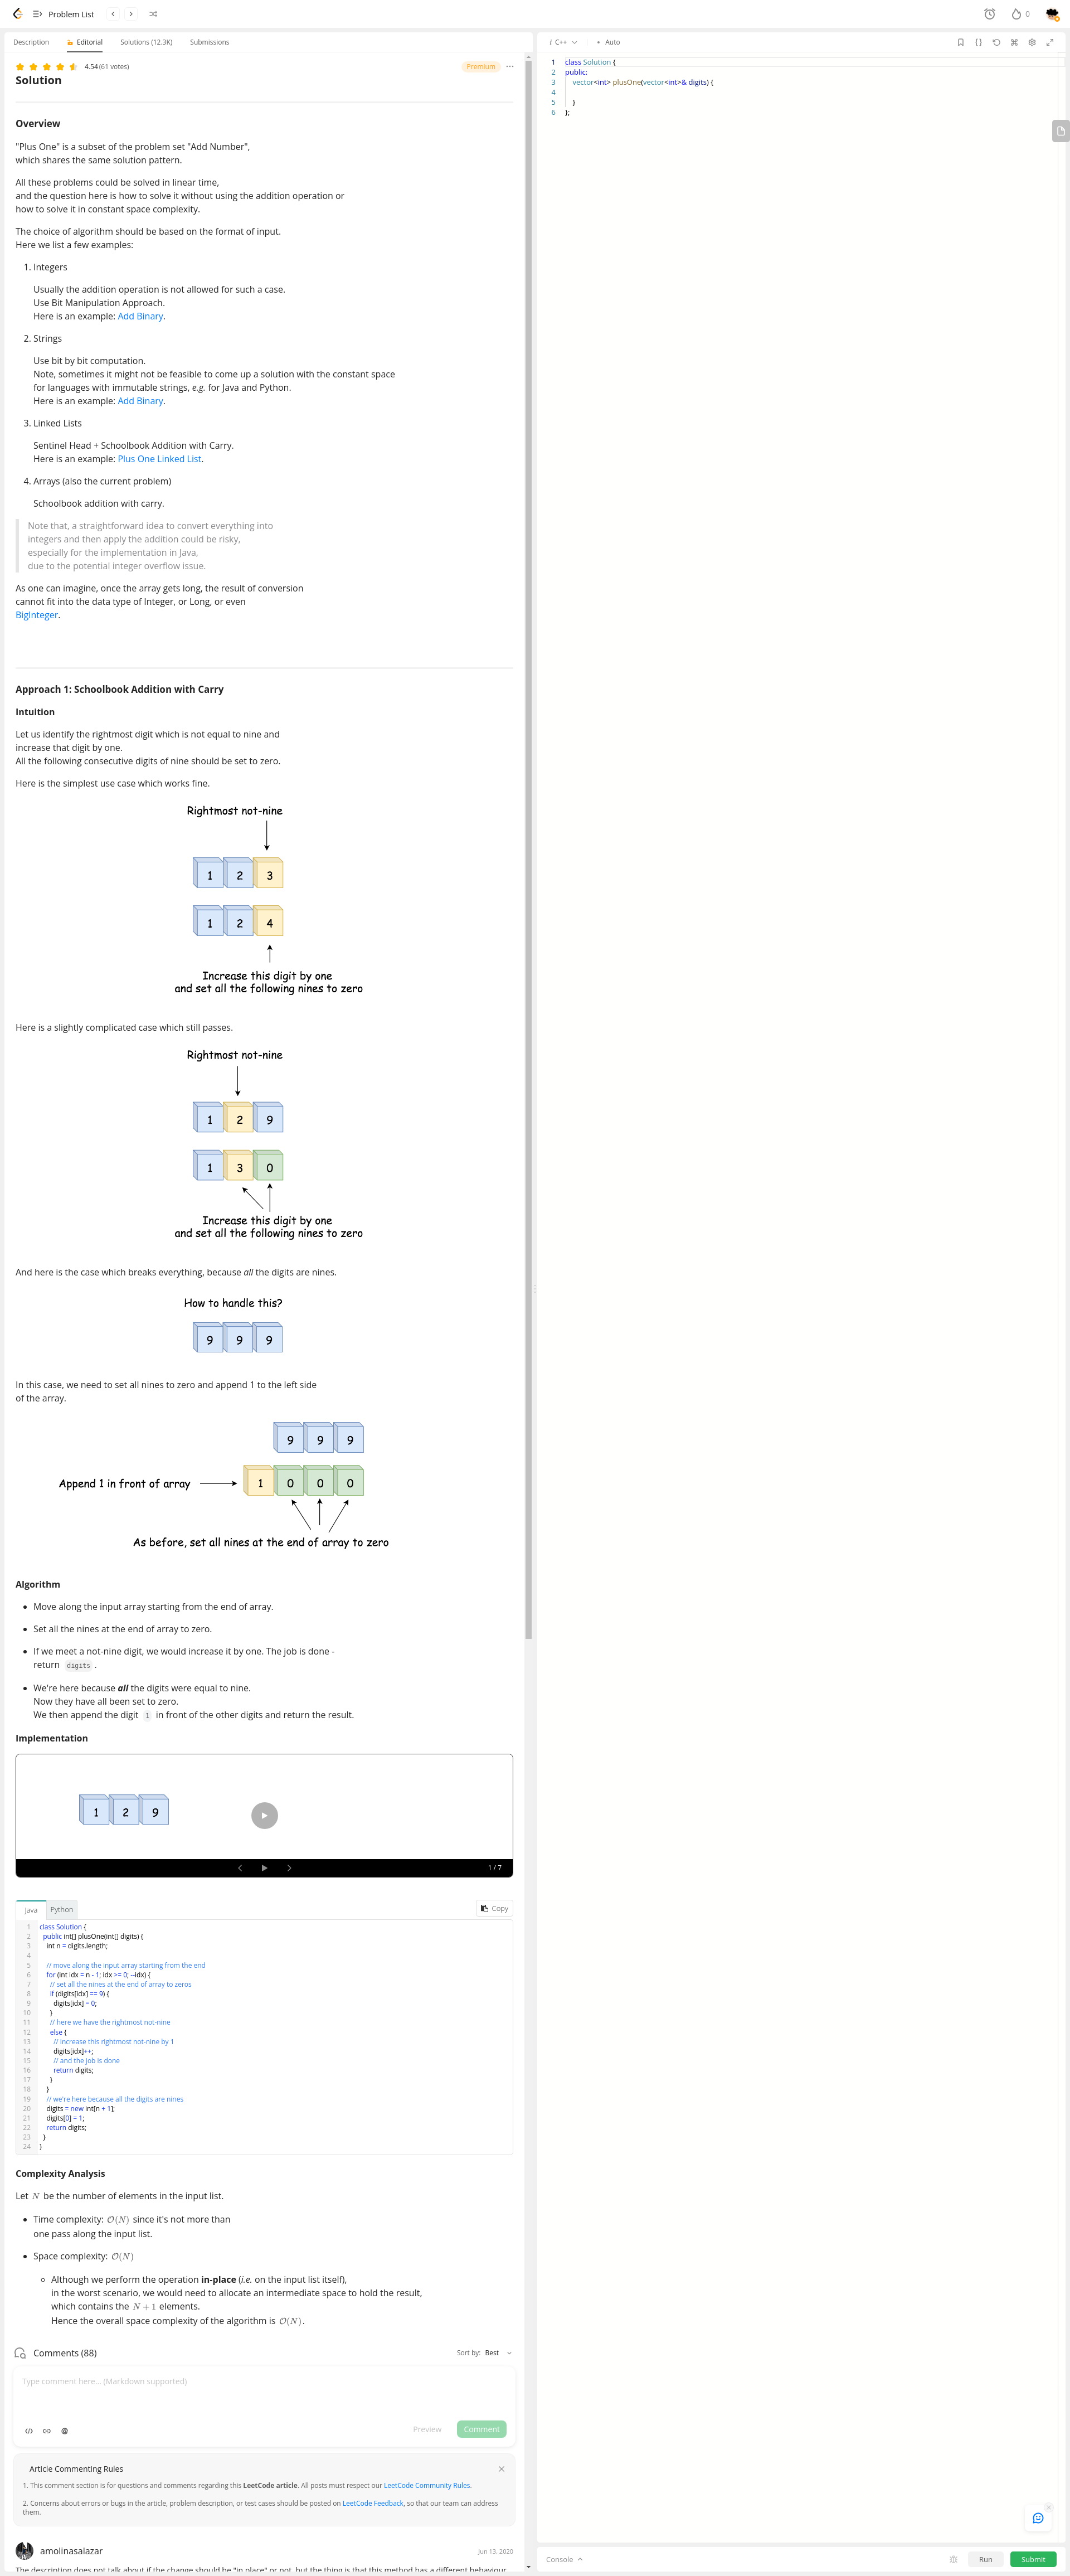 Problem List
0
Description
Editorial
Solutions (12.3K)
Submissions
4.54 (61 votes)
Premium
Solution
Overview
"Plus One" is a subset of the problem set "Add Number",
which shares the same solution pattern.
All these problems could be solved in linear time,
and the question here is how to solve it without using the addition operation or
how to solve it in constant space complexity.
The choice of algorithm should be based on the format of input.
Here we list a few examples:
1. Integers
Usually the addition operation is not allowed for such a case.
Use Bit Manipulation Approach.
Here is an example: Add Binary.
2. Strings
Use bit by bit computation.
Note, sometimes it might not be feasible to come up a solution with the constant space
for languages with immutable strings, e.g. for Java and Python.
Here is an example: Add Binary.
3. Linked Lists
Sentinel Head + Schoolbook Addition with Carry.
Here is an example: Plus One Linked List.
4. Arrays (also the current problem)
Schoolbook addition with carry.
Note that, a straightforward idea to convert everything into
integers and then apply the addition could be risky,
especially for the implementation in Java,
due to the potential integer overflow issue.
As one can imagine, once the array gets long, the result of conversion
cannot fit into the data type of Integer, or Long, or even
BigInteger.
Approach 1: Schoolbook Addition with Carry
Intuition
Let us identify the rightmost digit which is not equal to nine and
increase that digit by one.
All the following consecutive digits of nine should be set to zero.
Here is the simplest use case which works fine.
Rightmost not-nine
1 2 3
1 2 4
Increase this digit by one
and set all the following nines to zero
Here is a slightly complicated case which still passes.
Rightmost not-nine
1 2 9
1 3 0
Increase this digit by one
and set all the following nines to zero
And here is the case which breaks everything, because all the digits are nines.
How to handle this?
9 9 9
In this case, we need to set all nines to zero and append 1 to the left side
of the array.
9 9 9
Append 1 in front of array
1 0 0 0
As before, set all nines at the end of array to zero
Algorithm
• Move along the input array starting from the end of array.
• Set all the nines at the end of array to zero.
• If we meet a not-nine digit, we would increase it by one. The job is done -
return digits.
• We're here because all the digits were equal to nine.
Now they have all been set to zero.
We then append the digit 1 in front of the other digits and return the result.
Implementation
1 2 9
1 / 7
Java
Python
Copy
1 class Solution {
2 public int[] plusOne(int[] digits) {
3 int n = digits.length;
4
5 // move along the input array starting from the end
6 for (int idx = n - 1; idx >= 0; --idx) {
7 // set all the nines at the end of array to zeros
8 if (digits[idx] == 9) {
9 digits[idx] = 0;
10 }
11 // here we have the rightmost not-nine
12 else {
13 // increase this rightmost not-nine by 1
14 digits[idx]++;
15 // and the job is done
16 return digits;
17 }
18 }
19 // we're here because all the digits are nines
20 digits = new int[n + 1];
21 digits[0] = 1;
22 return digits;
23 }
24 }
Complexity Analysis
Let N be the number of elements in the input list.
• Time complexity: O(N) since it's not more than
one pass along the input list.
• Space complexity: O(N)
○ Although we perform the operation in-place (i.e. on the input list itself),
in the worst scenario, we would need to allocate an intermediate space to hold the result,
which contains the N + 1 elements.
Hence the overall space complexity of the algorithm is O(N).
Comments (88)
Sort by: Best
Type comment here... (Markdown supported)
Preview
Comment
Article Commenting Rules
1. This comment section is for questions and comments regarding this LeetCode article. All posts must respect our LeetCode Community Rules.
2. Concerns about errors or bugs in the article, problem description, or test cases should be posted on LeetCode Feedback, so that our team can address
them.
amolinasalazar
Jun 13, 2020
The description does not talk about if the change should be "in place" or not, but the thing is that this method has a different behaviour
i C++
• Auto
1 class Solution {
2 public:
3 vector<int> plusOne(vector<int>& digits) {
4
5 }
6 };
Console
Run
Submit